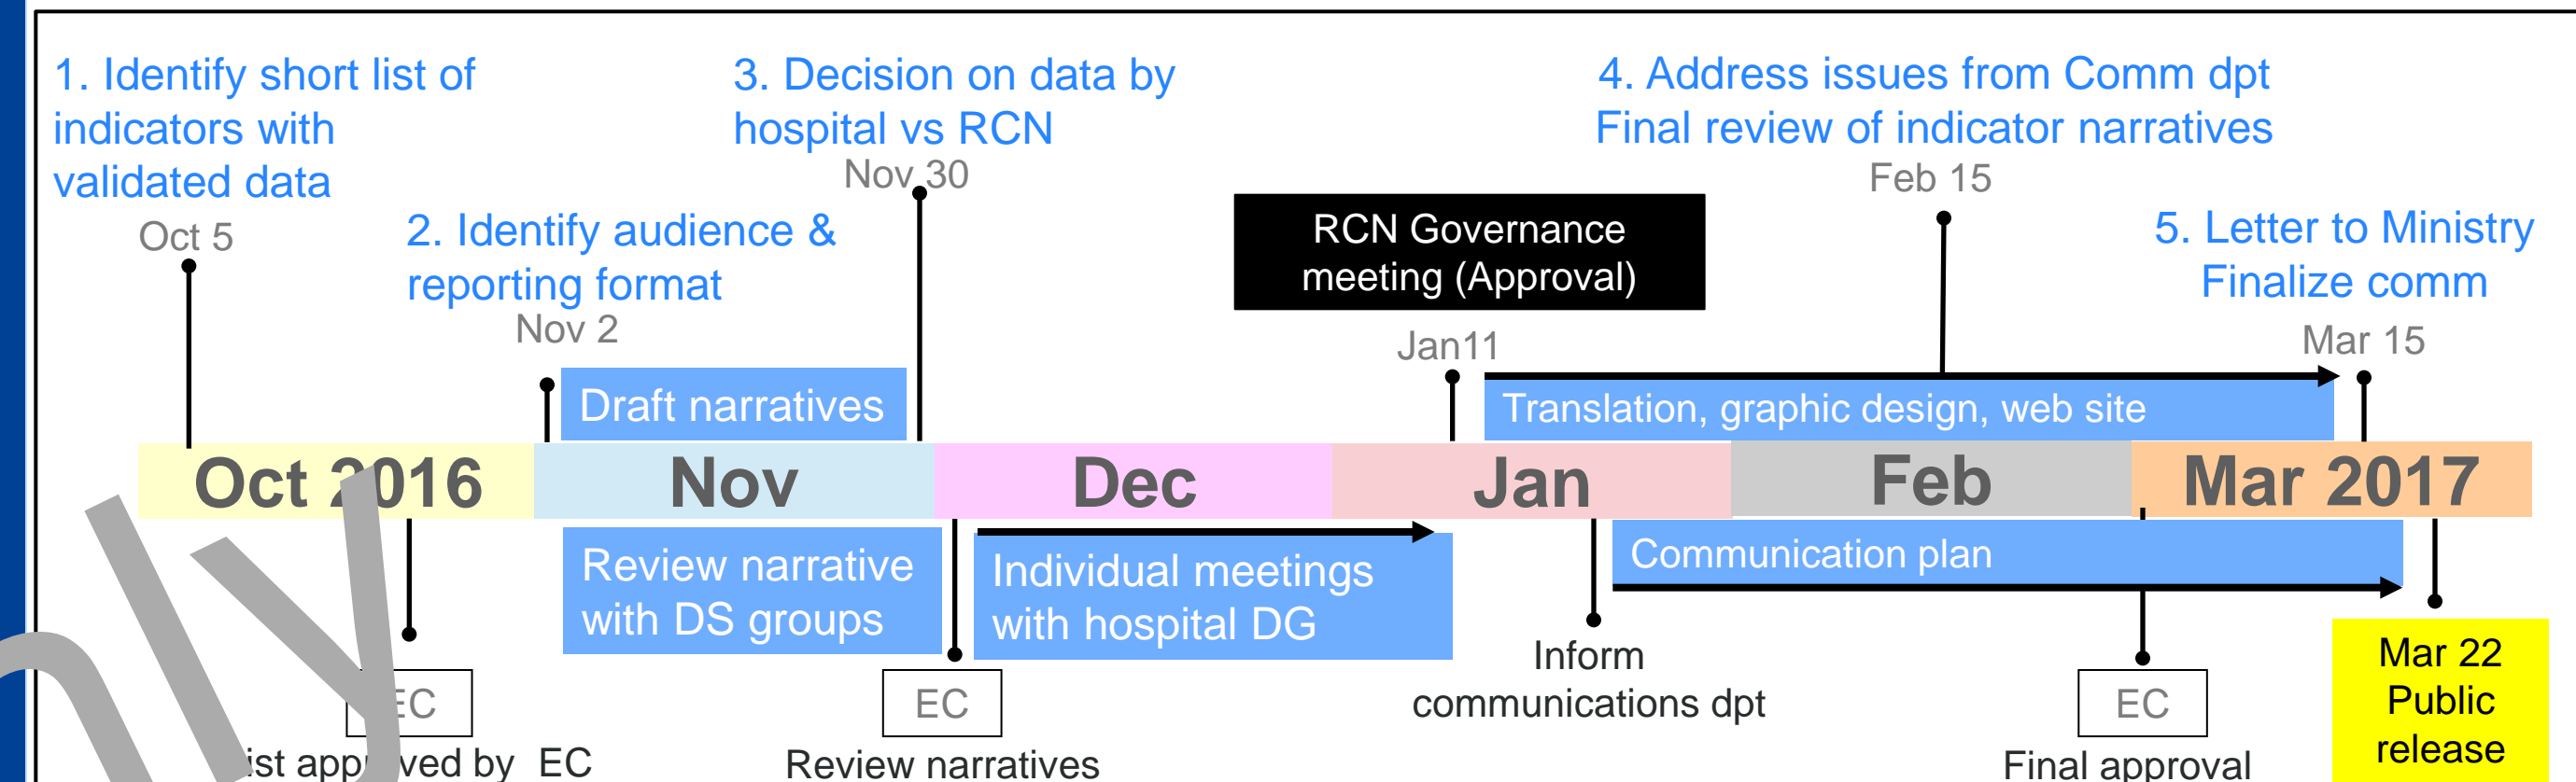 1. Identify short list of
indicators with
validated data
Oct 5
2. Identify audience &
reporting format
Nov 2
3. Decision on data by
hospital vs RCN
Nov 30
RCN Governance
meeting (Approval)
Jan11
4. Address issues from Comm dpt
Final review of indicator narratives
Feb 15
5. Letter to Ministry
Finalize comm
Mar 15
Draft narratives
Translation, graphic design, web site
Oct 2016 Nov Dec Jan Feb Mar 2017
Review narrative
with DS groups
Individual meetings
with hospital DG
Communication plan
Inform
communications dpt
EC
by EC
EC
Review narratives
EC
Final approval
Mar 22
Public
release